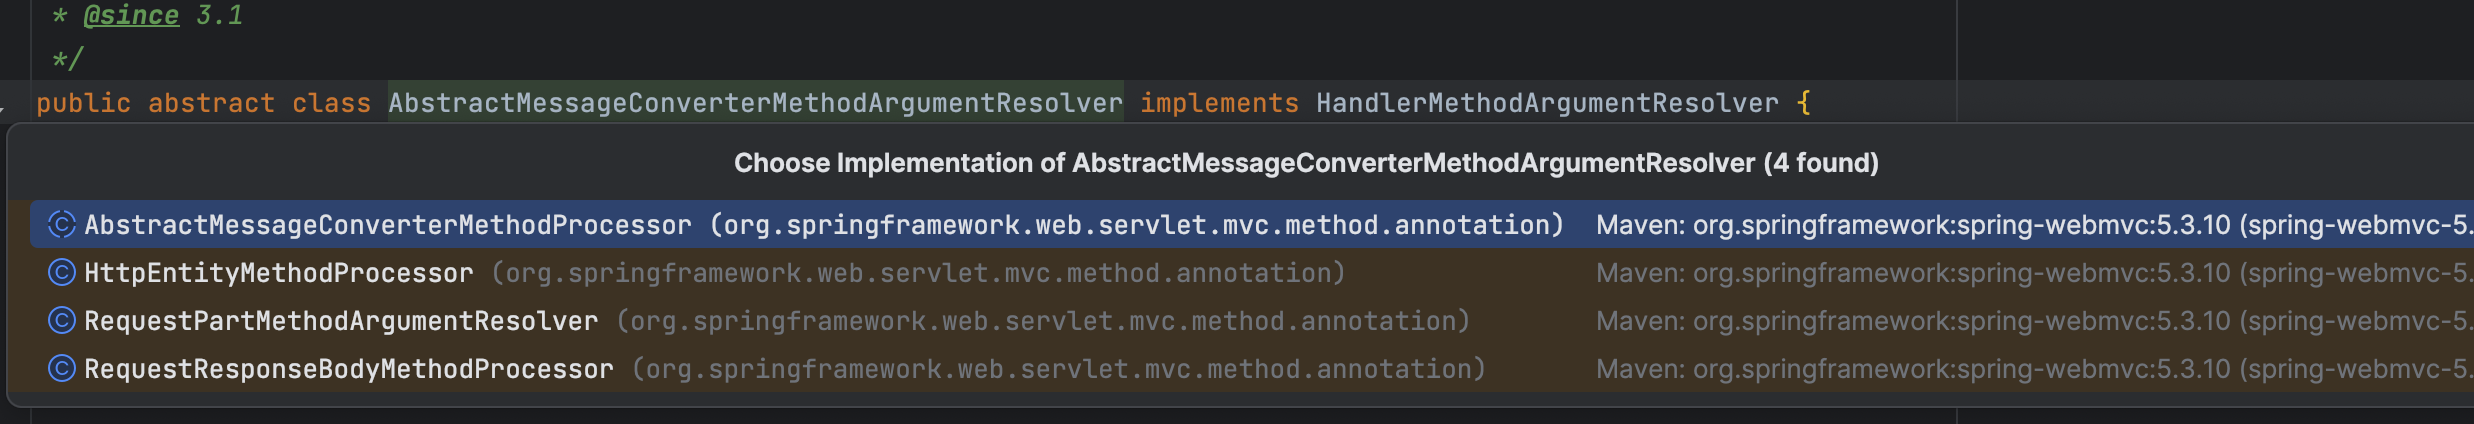 * @since 3.1
*/
public abstract class AbstractMessageConverterMethodArgumentResolver implements HandlerMethodArgumentResolver {
Choose Implementation of AbstractMessageConverterMethodArgumentResolver (4 found)
AbstractMessageConverterMethodProcessor (org.springframework.web.servlet.mvc.method.annotation) Maven: org.springframework:spring-webmvc:5.3.10 (spring-webmvc-5.
HttpEntityMethodProcessor (org.springframework.web.servlet.mvc.method.annotation) Maven: org.springframework:spring-webmvc:5.3.10 (spring-webmvc-5.
RequestPartMethodArgumentResolver (org.springframework.web.servlet.mvc.method.annotation) Maven: org.springframework:spring-webmvc:5.3.10 (spring-webmvc-5.
RequestResponseBodyMethodProcessor (org.springframework.web.servlet.mvc.method.annotation) Maven: org.springframework:spring-webmvc:5.3.10 (spring-webmvc-5.